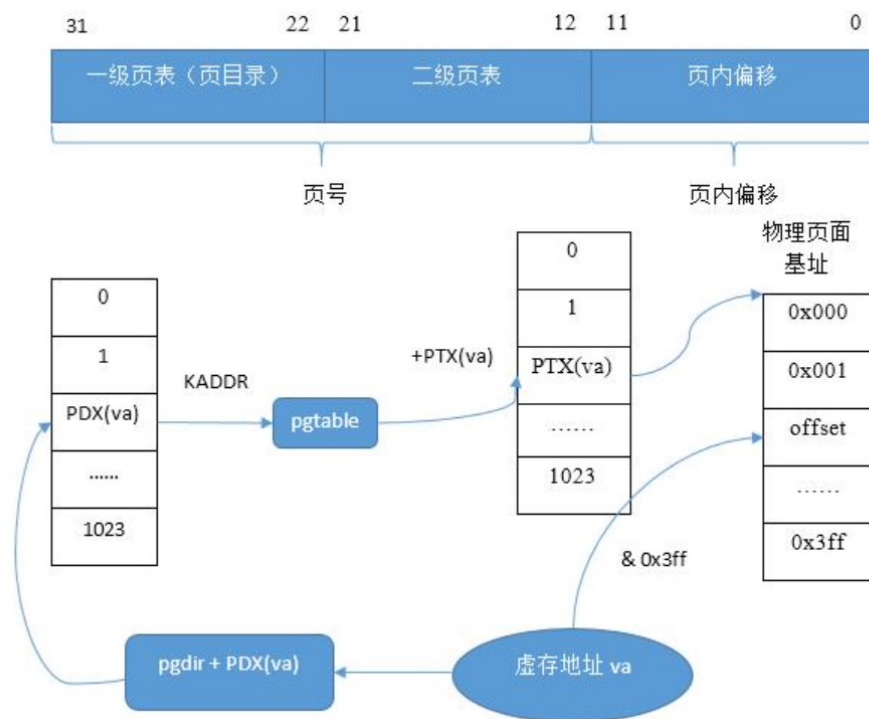 31 22 21 12 11 0
一级页表（页目录） 二级页表 页内偏移
页号 页内偏移
物理页面
基址
0
1
PDX(va)
......
1023
KADDR
pgtable
+PTX(va)
0
1
PTX(va)
......
1023
0x000
0x001
offset
......
0x3ff
& 0x3ff
pgdir + PDX(va)
虚存地址 va